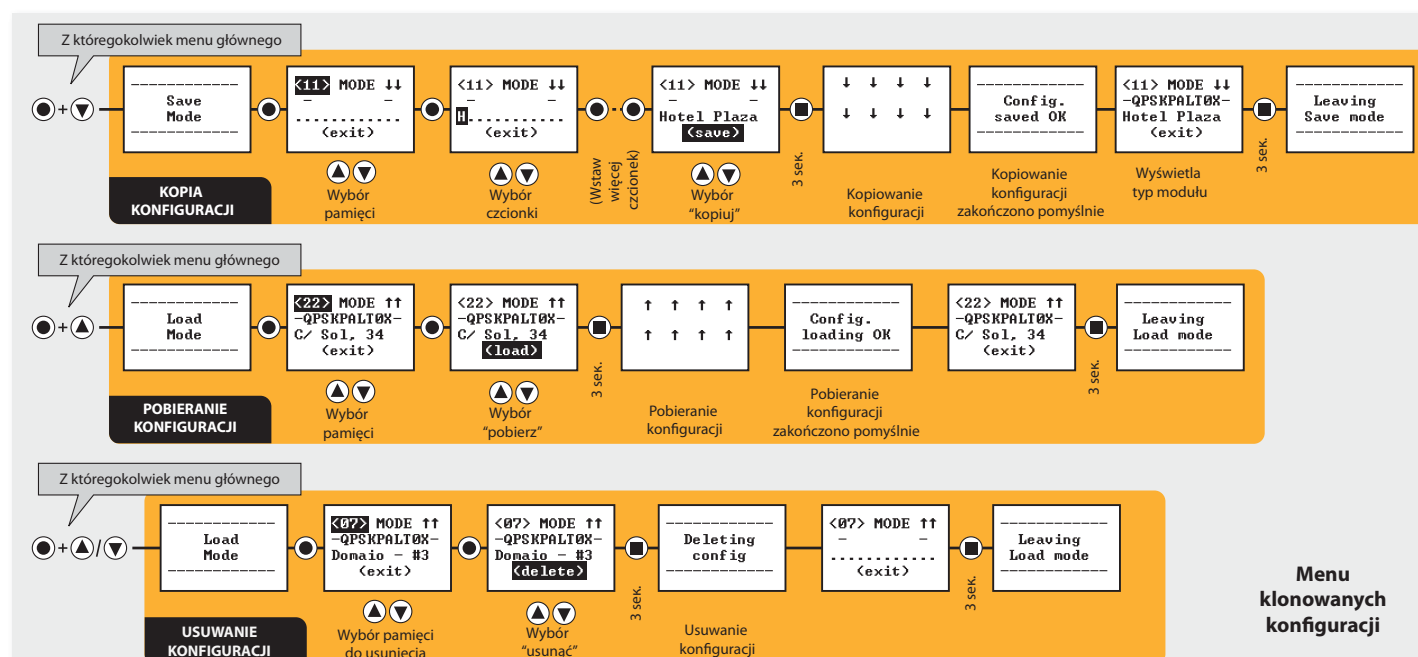 Z któregokolwiek menu głównego
Save
Mode
<11> MODE ↓↓
- -
............
(exit)
<11> MODE ↓↓
- -
H...........
(exit)
(Wstaw
więcej
czcionek)
<11> MODE ↓↓
- -
Hotel Plaza
(save)
3 sek.
↓ ↓ ↓ ↓
↓ ↓ ↓ ↓
Config.
saved OK
<11> MODE ↓↓
-QPSKPALT0X-
Hotel Plaza
(exit)
3 sek.
Leaving
Save mode
KOPIA
KONFIGURACJI
Wybór
pamięci
Wybór
czcionki
Wybór
"kopiuj"
Kopiowanie
konfiguracji
Kopiowanie
konfiguracji
zakończono pomyślnie
Wyświetla
typ modułu
Z któregokolwiek menu głównego
Load
Mode
<22> MODE ↑↑
-QPSKPALT0X-
C/ Sol, 34
(exit)
<22> MODE ↑↑
-QPSKPALT0X-
C/ Sol, 34
(load)
3 sek.
↑ ↑ ↑ ↑
↑ ↑ ↑ ↑
Config.
loading OK
<22> MODE ↑↑
-QPSKPALT0X-
C/ Sol, 34
(exit)
3 sek.
Leaving
Load mode
POBIERANIE
KONFIGURACJI
Wybór
pamięci
Wybór
"pobierz"
Pobieranie
konfiguracji
Pobieranie
konfiguracji
zakończono pomyślnie
Z któregokolwiek menu głównego
Load
Mode
<07> MODE ↑↑
-QPSKPALT0X-
Domaio - #3
(exit)
<07> MODE ↑↑
-QPSKPALT0X-
Domaio - #3
(delete)
3 sek.
Deleting
config
<07> MODE ↑↑
- -
............
(exit)
3 sek.
Leaving
Load mode
USUWANIE
KONFIGURACJI
Wybór pamięci
do usunięcia
Wybór
"usunąć"
Usuwanie
konfiguracji
Menu
klonowanych
konfiguracji